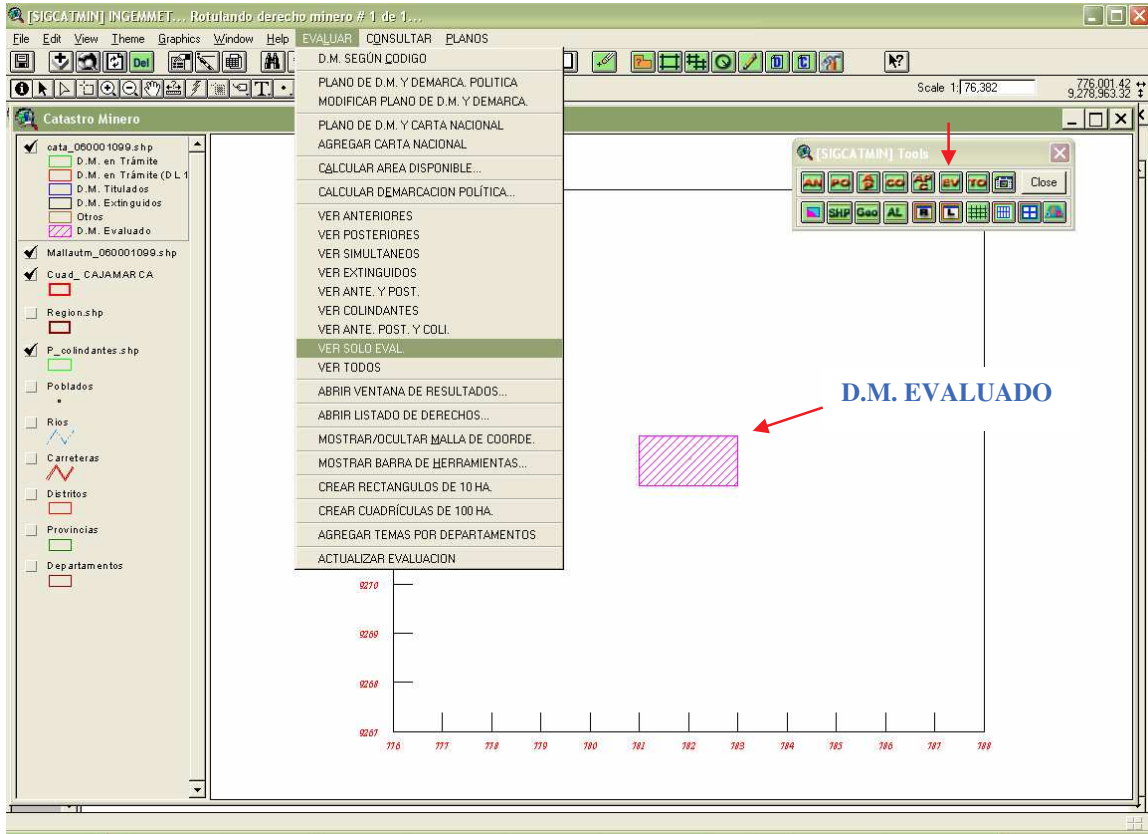 [SIGCATMIN] INGEMMET... Rotulando derecho minero # 1 de 1...
File Edit View Theme Graphics Window Help EVALUAR CONSULTAR PLANOS
Del
Scale 1: 76,382
776,001.42
9,278,963.32
Catastro Minero
cata_060001099.shp
D.M. en Trámite
D.M. en Trámite (D L 1
D.M. Titulados
D.M. Extinguidos
Otros
D.M. Evaluado
Mallautm_060001099.shp
Cuad_ CAJAMARCA
Region.shp
P_colindantes.shp
Poblados
Rios
Carreteras
Distritos
Provincias
Departamentos
D.M. SEGÚN CODIGO
PLANO DE D.M. Y DEMARCA. POLITICA
MODIFICAR PLANO DE D.M. Y DEMARCA.
PLANO DE D.M. Y CARTA NACIONAL
AGREGAR CARTA NACIONAL
CALCULAR AREA DISPONIBLE...
CALCULAR DEMARCACION POLÍTICA...
VER ANTERIORES
VER POSTERIORES
VER SIMULTANEOS
VER EXTINGUIDOS
VER ANTE. Y POST.
VER COLINDANTES
VER ANTE. POST. Y COLI.
VER SOLO EVAL.
VER TODOS
ABRIR VENTANA DE RESULTADOS...
ABRIR LISTADO DE DERECHOS...
MOSTRAR/OCULTAR MALLA DE COORDE.
MOSTRAR BARRA DE HERRAMIENTAS...
CREAR RECTANGULOS DE 10 HA.
CREAR CUADRÍCULAS DE 100 HA.
AGREGAR TEMAS POR DEPARTAMENTOS
ACTUALIZAR EVALUACION
[SIGCATMIN] Tools
AN PO CO EV TO Close
SHP Geo AL R L
D.M. EVALUADO
9270
9269
9268
9267
776 777 778 779 780 781 782 783 784 785 786 787 788